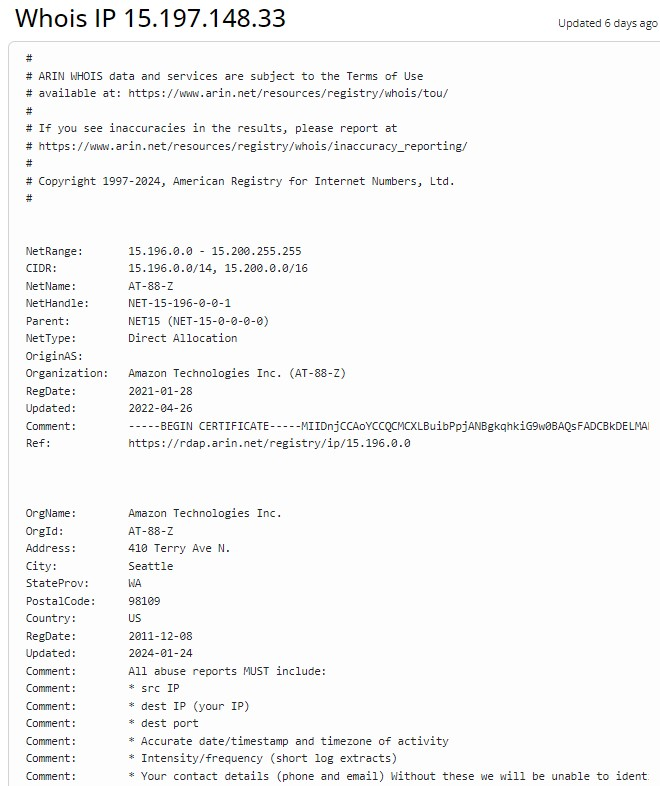 Whois IP 15.197.148.33
Updated 6 days ago
#
# ARIN WHOIS data and services are subject to the Terms of Use
# available at: https://www.arin.net/resources/registry/whois/tou/
#
# If you see inaccuracies in the results, please report at
# https://www.arin.net/resources/registry/whois/inaccuracy_reporting/
#
# Copyright 1997-2024, American Registry for Internet Numbers, Ltd.
#
NetRange: 15.196.0.0 - 15.200.255.255
CIDR: 15.196.0.0/14, 15.200.0.0/16
NetName: AT-88-Z
NetHandle: NET-15-196-0-0-1
Parent: NET15 (NET-15-0-0-0-0)
NetType: Direct Allocation
OriginAS:
Organization: Amazon Technologies Inc. (AT-88-Z)
RegDate: 2021-01-28
Updated: 2022-04-26
Comment: -----BEGIN CERTIFICATE-----MIIDnjCCAoYCCQCMCXLBuibPpjANBgkqhkiG9w0BAQsFADCBkDELMA
Ref: https://rdap.arin.net/registry/ip/15.196.0.0
OrgName: Amazon Technologies Inc.
OrgId: AT-88-Z
Address: 410 Terry Ave N.
City: Seattle
StateProv: WA
PostalCode: 98109
Country: US
RegDate: 2011-12-08
Updated: 2024-01-24
Comment: All abuse reports MUST include:
Comment: * src IP
Comment: * dest IP (your IP)
Comment: * dest port
Comment: * Accurate date/timestamp and timezone of activity
Comment: * Intensity/frequency (short log extracts)
Comment: * Your contact details (phone and email) Without these we will be unable to ident